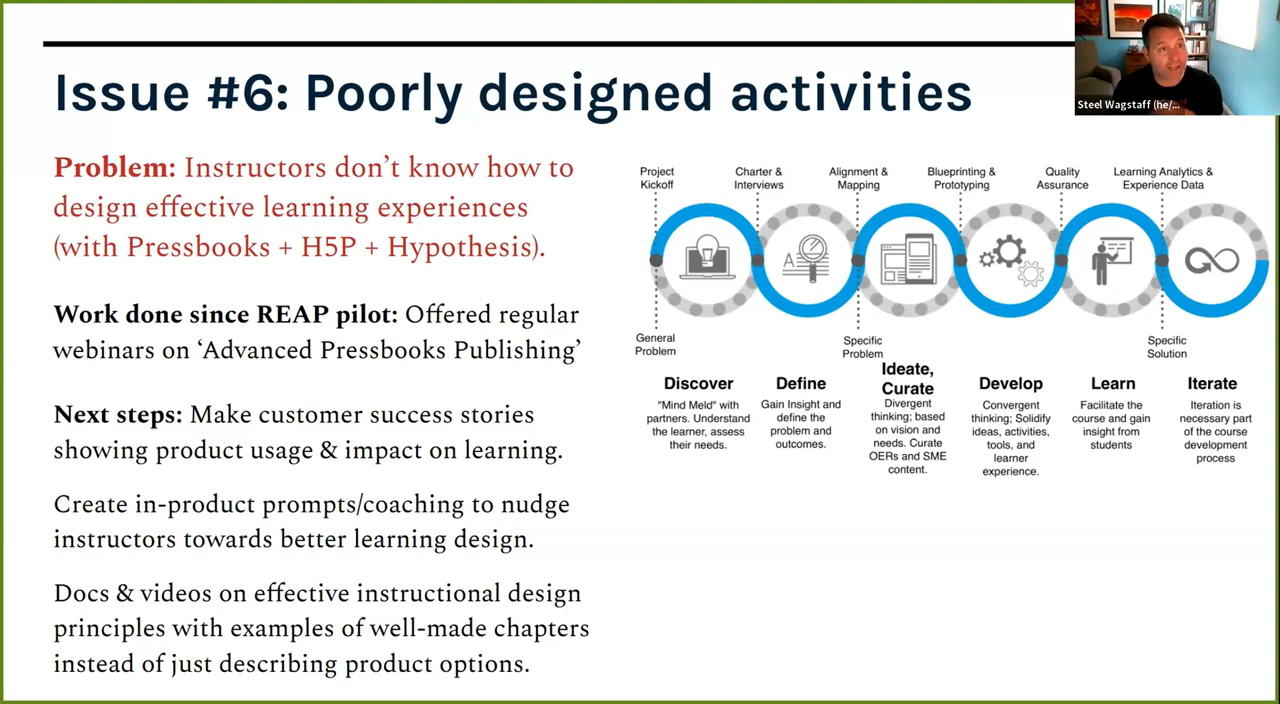 Issue #6: Poorly designed activities
Steel Wagstaff (he/...
Problem: Instructors don’t know how to
design effective learning experiences
(with Pressbooks + H5P + Hypothesis).
Work done since REAP pilot: Offered regular
webinars on ‘Advanced Pressbooks Publishing’
Next steps: Make customer success stories
showing product usage & impact on learning.
Create in-product prompts/coaching to nudge
instructors towards better learning design.
Docs & videos on effective instructional design
principles with examples of well-made chapters
instead of just describing product options.
Project
Kickoff
Charter &
Interviews
Alignment &
Mapping
Blueprinting &
Prototyping
Quality
Assurance
Learning Analytics &
Experience Data
A
General
Problem
Specific
Problem
Specific
Solution
Discover
"Mind Meld" with
partners. Understand
the learner, assess
their needs.
Define
Gain Insight and
define the
problem and
outcomes.
Ideate,
Curate
Divergent
thinking; based
on vision and
needs. Curate
OERs and SME
content.
Develop
Convergent
thinking; Solidify
ideas, activities,
tools, and
learner
experience.
Learn
Facilitate the
course and gain
insight from
students
Iterate
Iteration is
necessary part
of the course
development
process